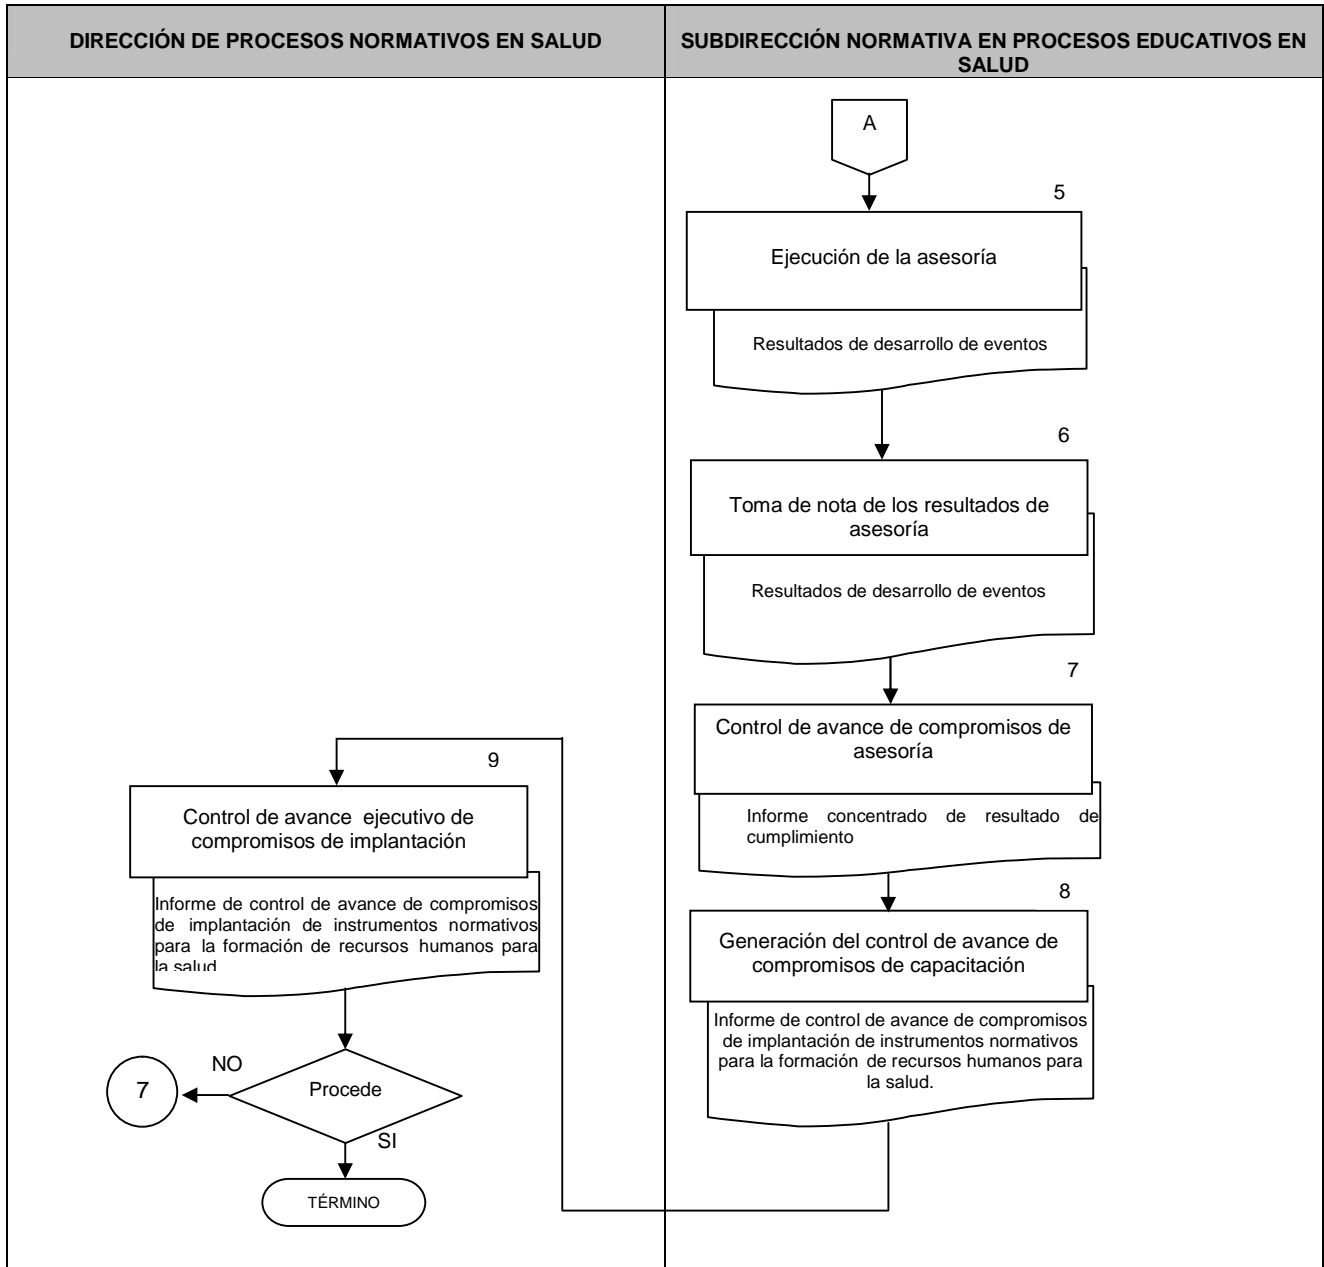 DIRECCIÓN DE PROCESOS NORMATIVOS EN SALUD
SUBDIRECCIÓN NORMATIVA EN PROCESOS EDUCATIVOS EN
SALUD
A
5
Ejecución de la asesoría
Resultados de desarrollo de eventos
6
Toma de nota de los resultados de
asesoría
Resultados de desarrollo de eventos
7
Control de avance de compromisos de
asesoría
Informe concentrado de resultado de
cumplimiento
8
Generación del control de avance de
compromisos de capacitación
Informe de control de avance de compromisos
de implantación de instrumentos normativos
para la formación de recursos humanos para
la salud.
9
Control de avance ejecutivo de
compromisos de implantación
Informe de control de avance de compromisos
de implantación de instrumentos normativos
para la formación de recursos humanos para
la salud
Procede
NO
7
SI
TÉRMINO